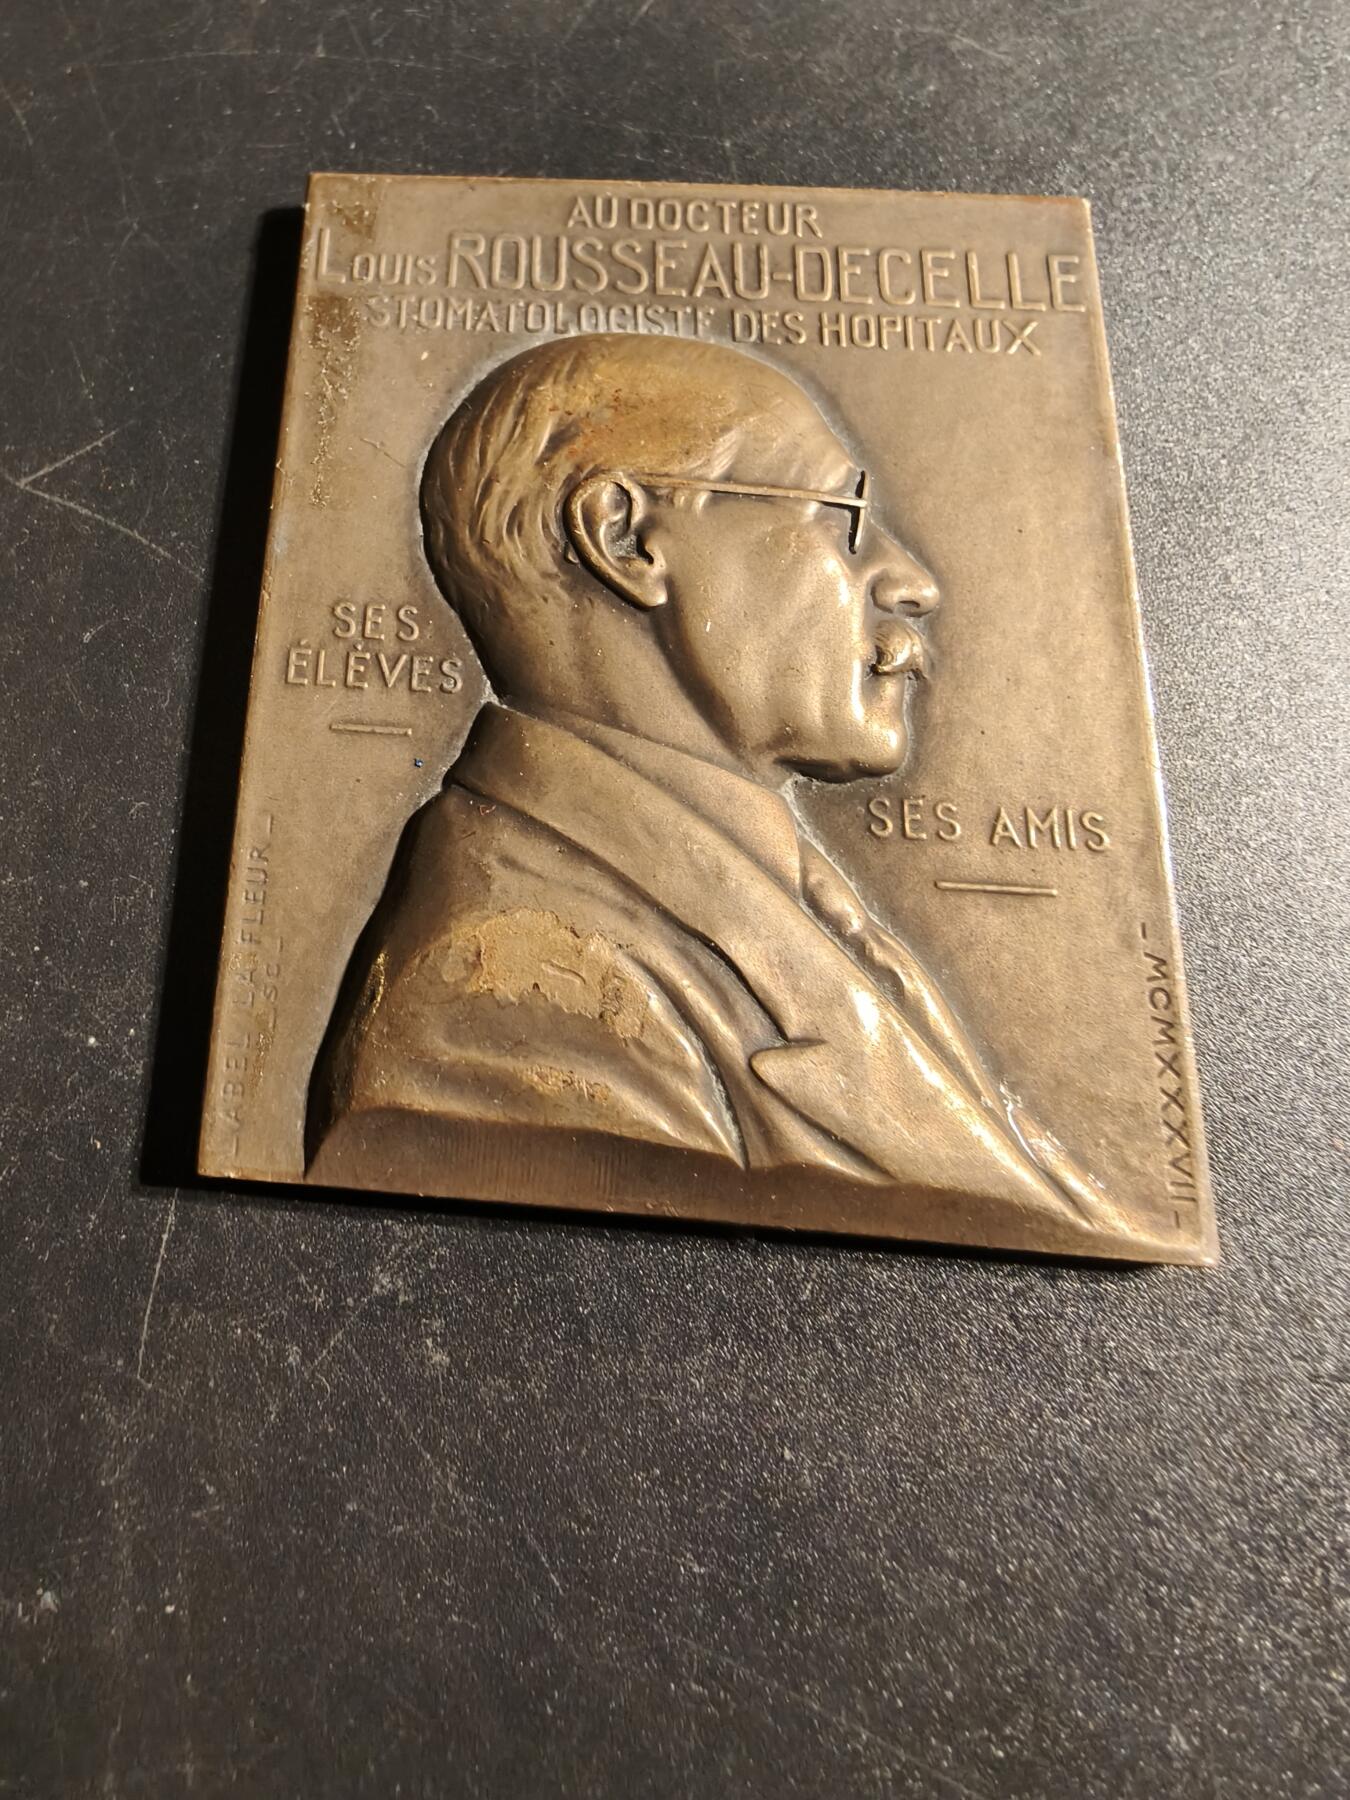 AU DOCTEUR
LOUIS ROUSSEAU-DECELLE
STOMATOLOGISTE DES HOPITAUX
SES
ÉLÈVES
SES AMIS
-ABEL LAFLEUR-
-SC-
-MCMXXXVII-